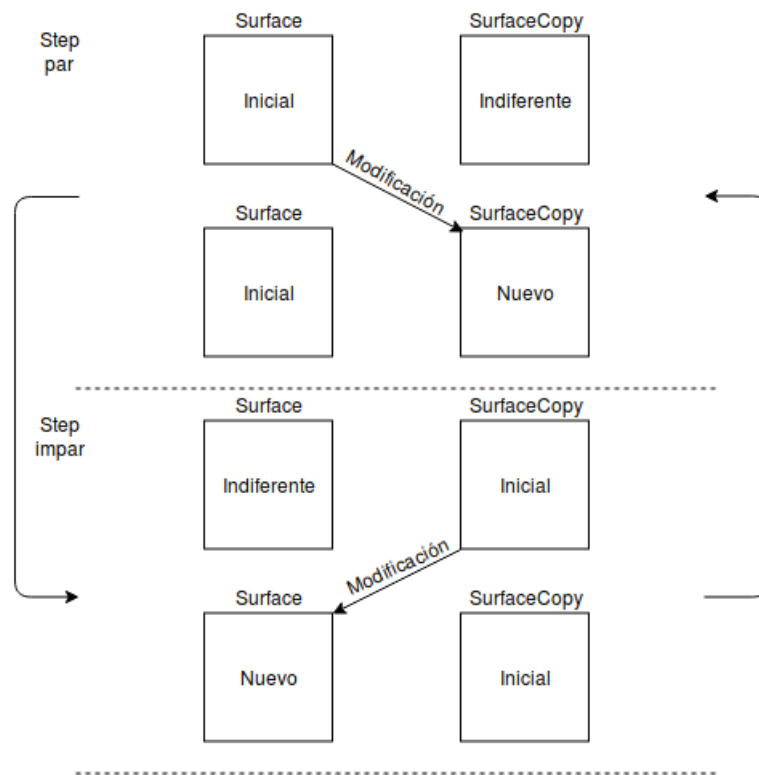 Surface
SurfaceCopy
Step
par
Inicial
Indiferente
Modificación
Surface
SurfaceCopy
Inicial
Nuevo
Surface
SurfaceCopy
Step
impar
Indiferente
Inicial
Modificación
Surface
SurfaceCopy
Nuevo
Inicial